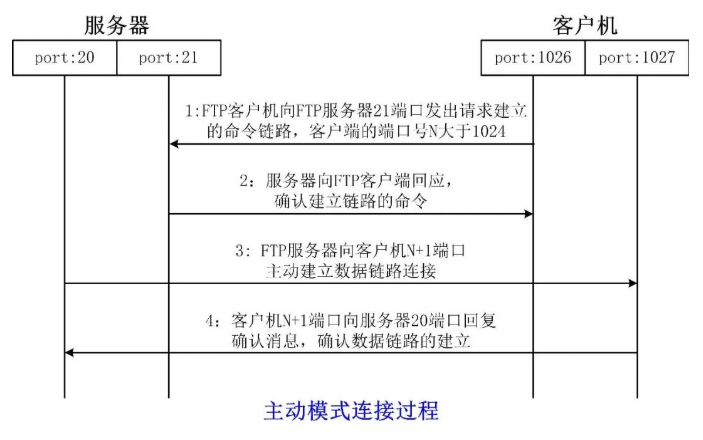 服务器
客户机
port:20
port:21
port:1026
port:1027
1:FTP客户机向FTP服务器21端口发出请求建立
的命令链路，客户端的端口号N大于1024
2：服务器向FTP客户端回应，
确认建立链路的命令
3：FTP服务器向客户机N+1端口
主动建立数据链路连接
4：客户机N+1端口向服务器20端口回复
确认消息，确认数据链路的建立
主动模式连接过程